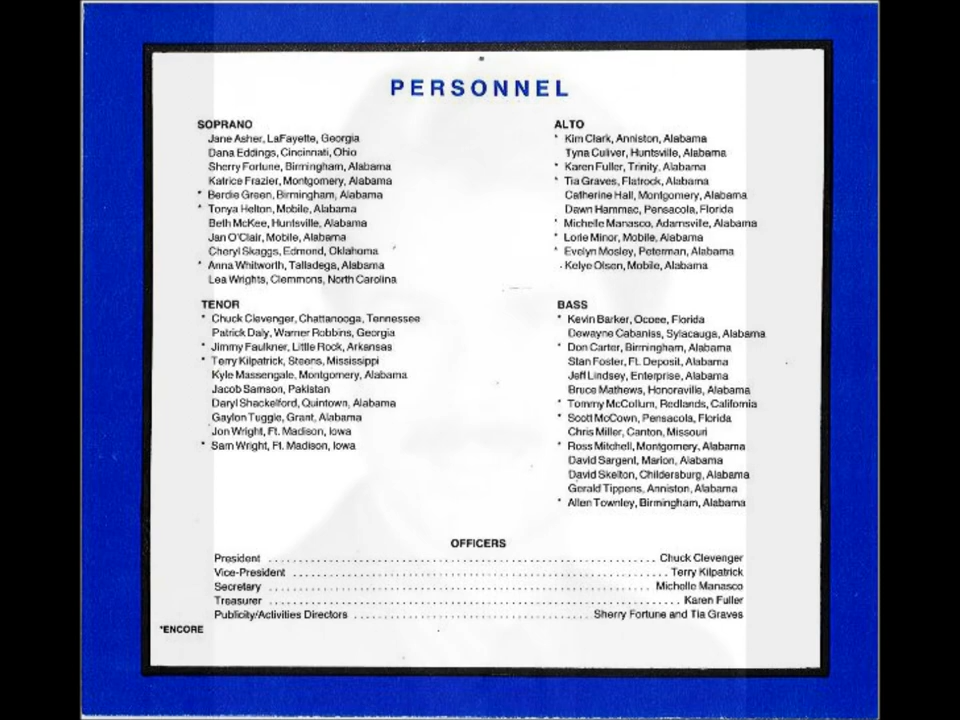 PERSONNEL
SOPRANO
Jane Asher, LaFayette, Georgia
Dana Eddings, Cincinnati, Ohio
Sherry Fortune, Birmingham, Alabama
Katrice Frazier, Montgomery, Alabama
* Berdie Green, Birmingham, Alabama
* Tonya Helton, Mobile, Alabama
Beth McKee, Huntsville, Alabama
Jan O'Clair, Mobile, Alabama
Cheryl Skaggs, Edmond, Oklahoma
* Anna Whitworth, Talladega, Alabama
Lea Wrights, Clemmons, North Carolina
ALTO
* Kim Clark, Anniston, Alabama
Tyna Culiver, Huntsville, Alabama
* Karen Fuller, Trinity, Alabama
* Tia Graves, Flatrock, Alabama
Catherine Hall, Montgomery, Alabama
Dawn Hammac, Pensacola, Florida
* Michelle Manasco, Adamsville, Alabama
* Lorie Minor, Mobile, Alabama
* Evelyn Mosley, Peterman, Alabama
Kelye Olsen, Mobile, Alabama
TENOR
* Chuck Clevenger, Chattanooga, Tennessee
Patrick Daly, Warner Robbins, Georgia
* Jimmy Faulkner, Little Rock, Arkansas
* Terry Kilpatrick, Steens, Mississippi
Kyle Massengale, Montgomery, Alabama
Jacob Samson, Pakistan
Daryl Shackelford, Quintown, Alabama
Gaylon Tuggle, Grant, Alabama
Jon Wright, Ft. Madison, Iowa
* Sam Wright, Ft. Madison, Iowa
BASS
* Kevin Barker, Ocoee, Florida
Dewayne Cabaniss, Sylacauga, Alabama
* Don Carter, Birmingham, Alabama
Stan Foster, Ft. Deposit, Alabama
Jeff Lindsey, Enterprise, Alabama
Bruce Mathews, Honoraville, Alabama
* Tommy McCollum, Redlands, California
* Scott McCown, Pensacola, Florida
Chris Miller, Canton, Missouri
* Ross Mitchell, Montgomery, Alabama
David Sargent, Marion, Alabama
David Skelton, Childersburg, Alabama
Gerald Tippens, Anniston, Alabama
* Allen Townley, Birmingham, Alabama
OFFICERS
President ........ Chuck Clevenger
Vice-President ........ Terry Kilpatrick
Secretary ........ Michelle Manasco
Treasurer ........ Karen Fuller
Publicity/Activities Directors ........ Sherry Fortune and Tia Graves
*ENCORE